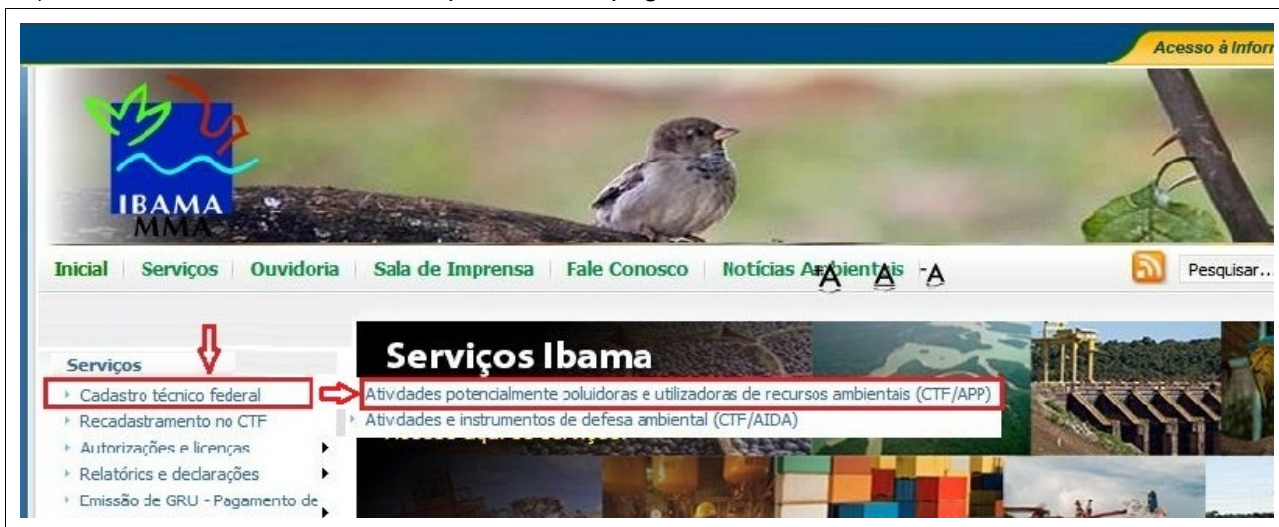 Acesso à Inforr
IBAMA
MMA
Inicial Serviços Ouvidoria Sala de Imprensa Fale Conosco Notícias Ambientais +A A -A Pesquisar...
Serviços Ibama
Serviços
Cadastro técnico federal
Atividades potencialmente poluidoras e utilizadoras de recursos ambientais (CTF/APP)
Recadastramento no CTF
Atividades e instrumentos de defesa ambiental (CTF/AIDA)
Autorizações e licenças
Relatórios e declarações
Emissão de GRU - Pagamento de